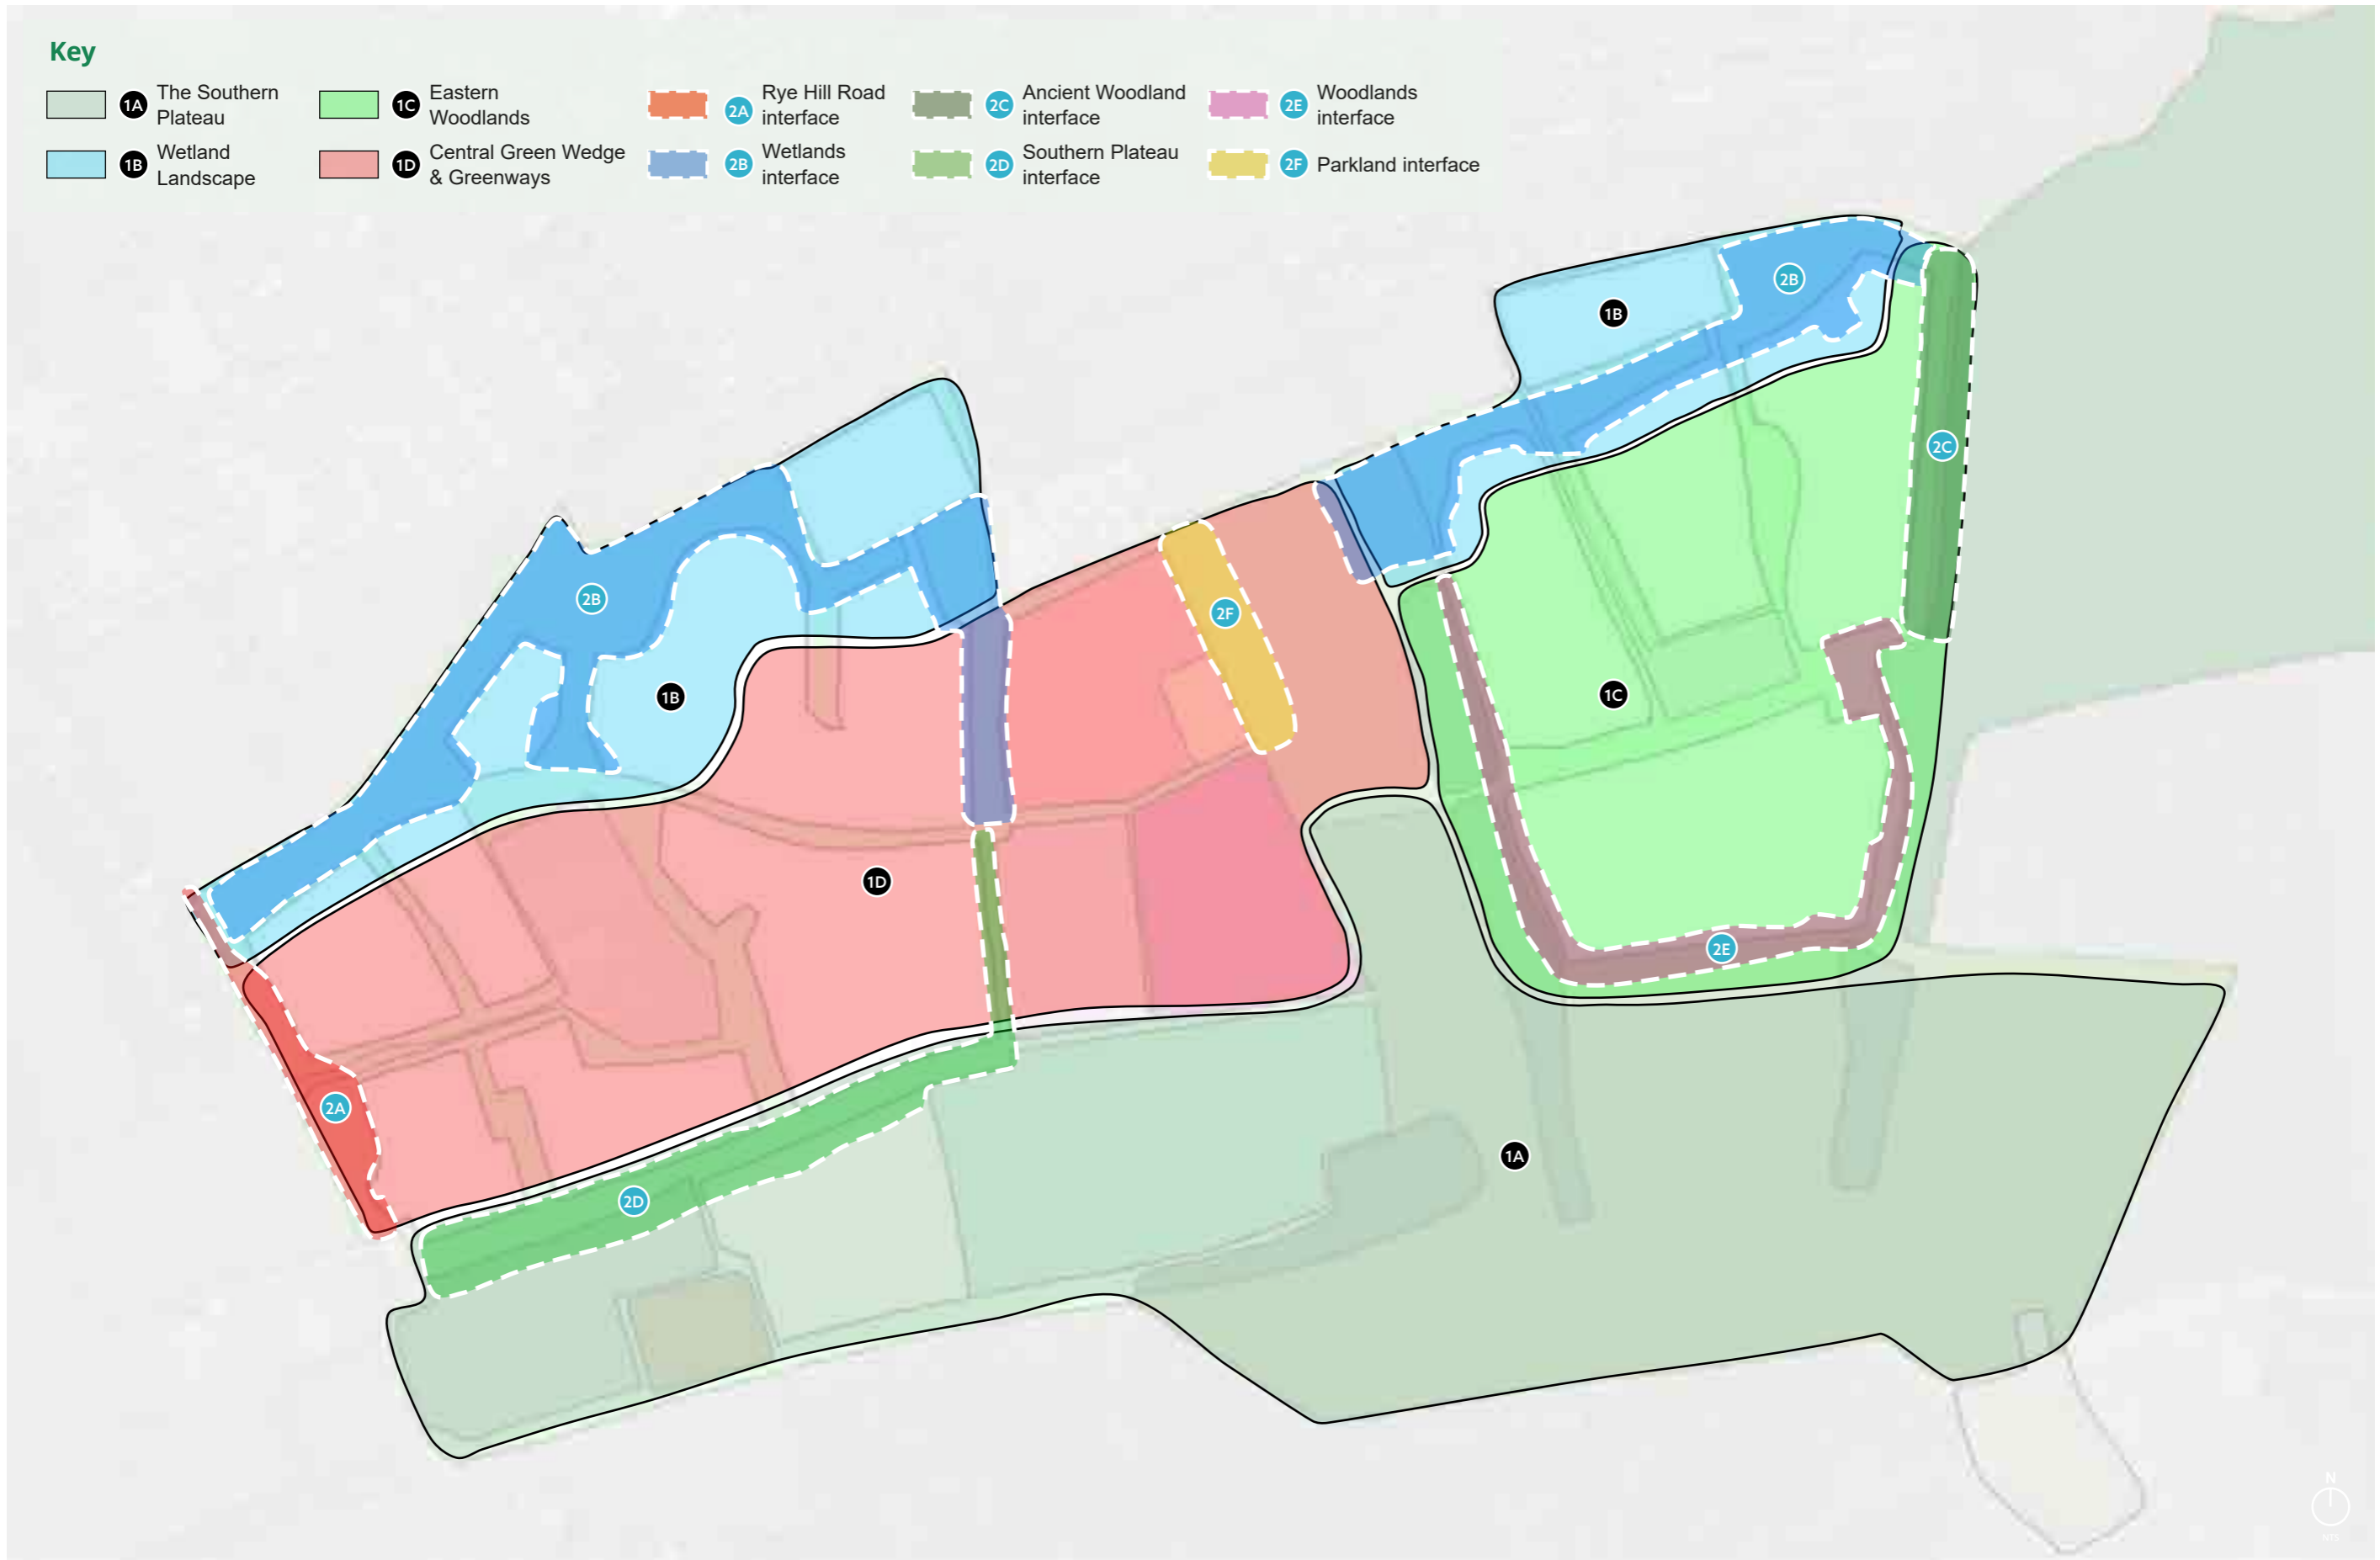 Key
1A The Southern Plateau
1B Wetland Landscape
1C Eastern Woodlands
1D Central Green Wedge & Greenways
2A Rye Hill Road interface
2B Wetlands interface
2C Ancient Woodland interface
2D Southern Plateau interface
2E Woodlands interface
2F Parkland interface
2B
1B
2C
2B
2F
1B
1C
1D
2E
2A
1A
2D
N
NTS